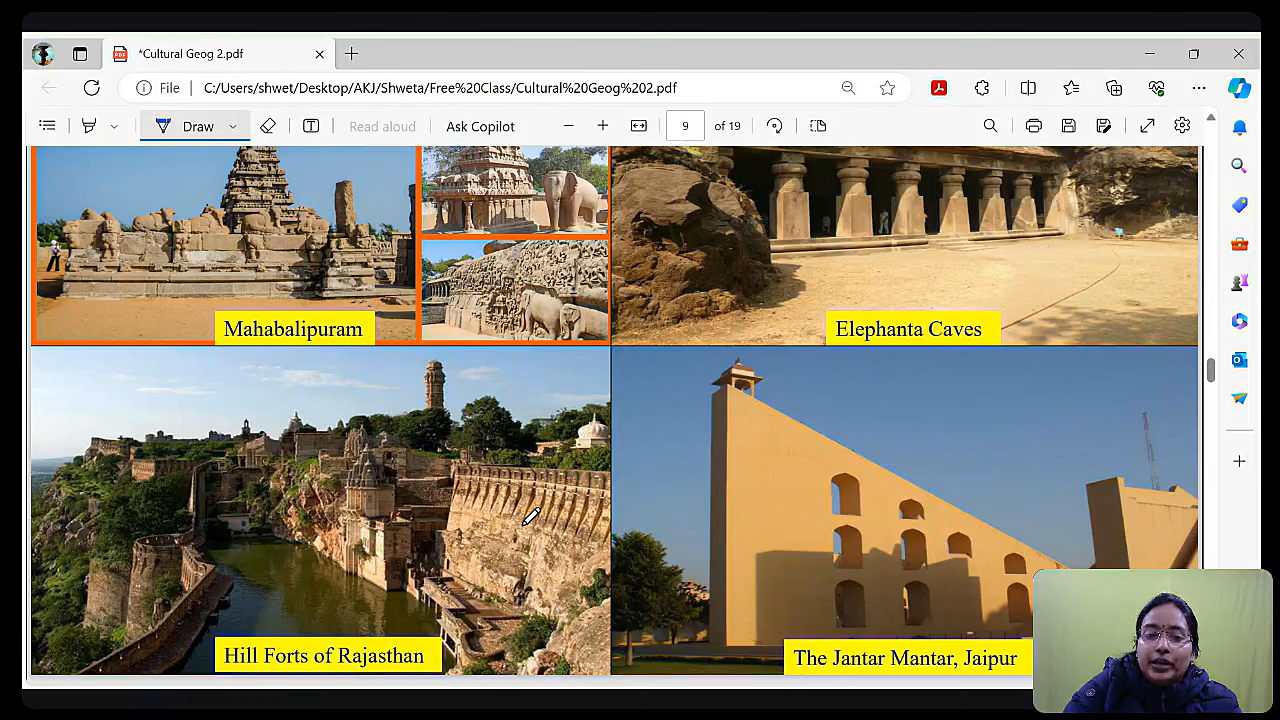 *Cultural Geog 2.pdf
File
C:/Users/shwet/Desktop/AKJ/Shweta/Free%20Class/Cultural%20Geog%202.pdf
Draw
Read aloud
Ask Copilot
9
of 19
Mahabalipuram
Elephanta Caves
Hill Forts of Rajasthan
The Jantar Mantar, Jaipur